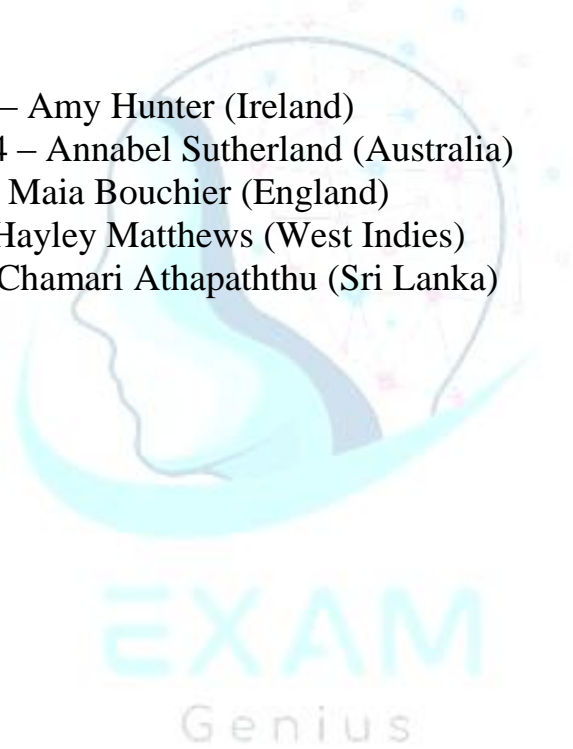 – Amy Hunter (Ireland)
4 – Annabel Sutherland (Australia)
Maia Bouchier (England)
Hayley Matthews (West Indies)
Chamari Athapaththu (Sri Lanka)
EXAM
Genius